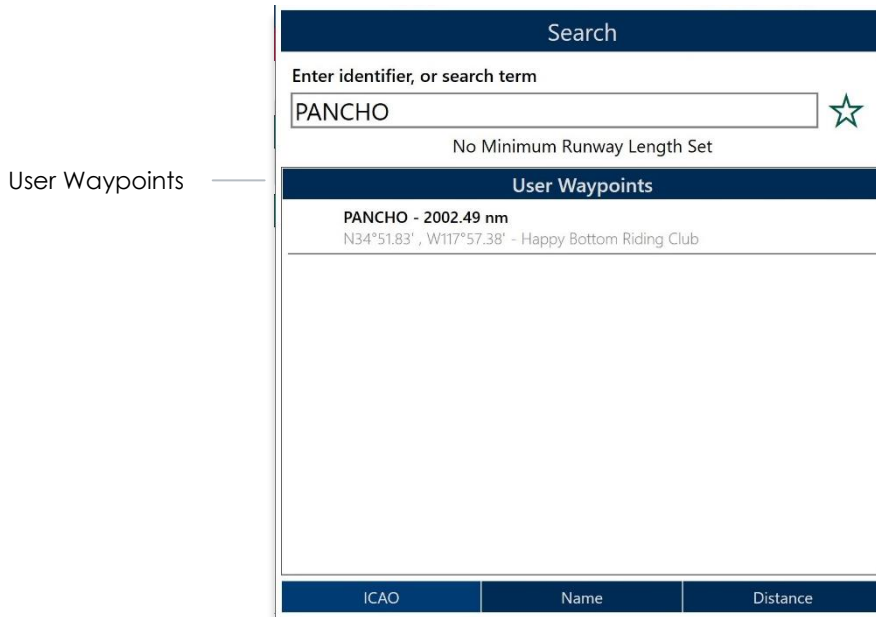 Search
Enter identifier, or search term
PANCHO
No Minimum Runway Length Set
User Waypoints
User Waypoints
PANCHO - 2002.49 nm
N34°51.83' , W117°57.38' - Happy Bottom Riding Club
ICAO Name Distance